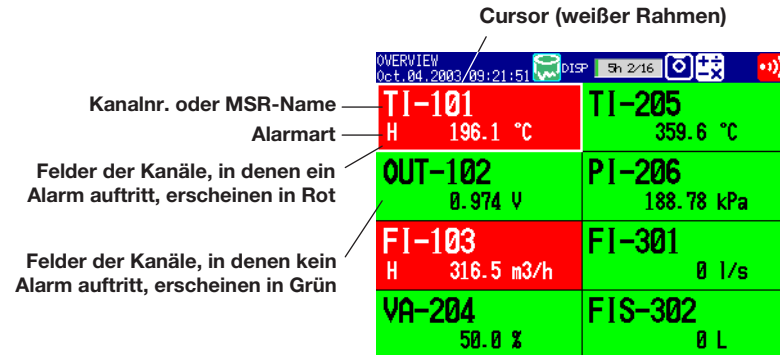 Cursor (weißer Rahmen)
OVERVIEW
Oct.04.2003 09:21:51
DISP
5h 2/16
Kanalnr. oder MSR-Name
Alarmart
Felder der Kanäle, in denen ein
Alarm auftritt, erscheinen in Rot
Felder der Kanäle, in denen kein
Alarm auftritt, erscheinen in Grün
TI-101
H 196.1 °C
TI-205
359.6 °C
OUT-102
0.974 V
PI-206
188.78 kPa
FI-103
H 316.5 m3/h
FI-301
0 l/s
VA-204
50.0 %
FIS-302
0 L